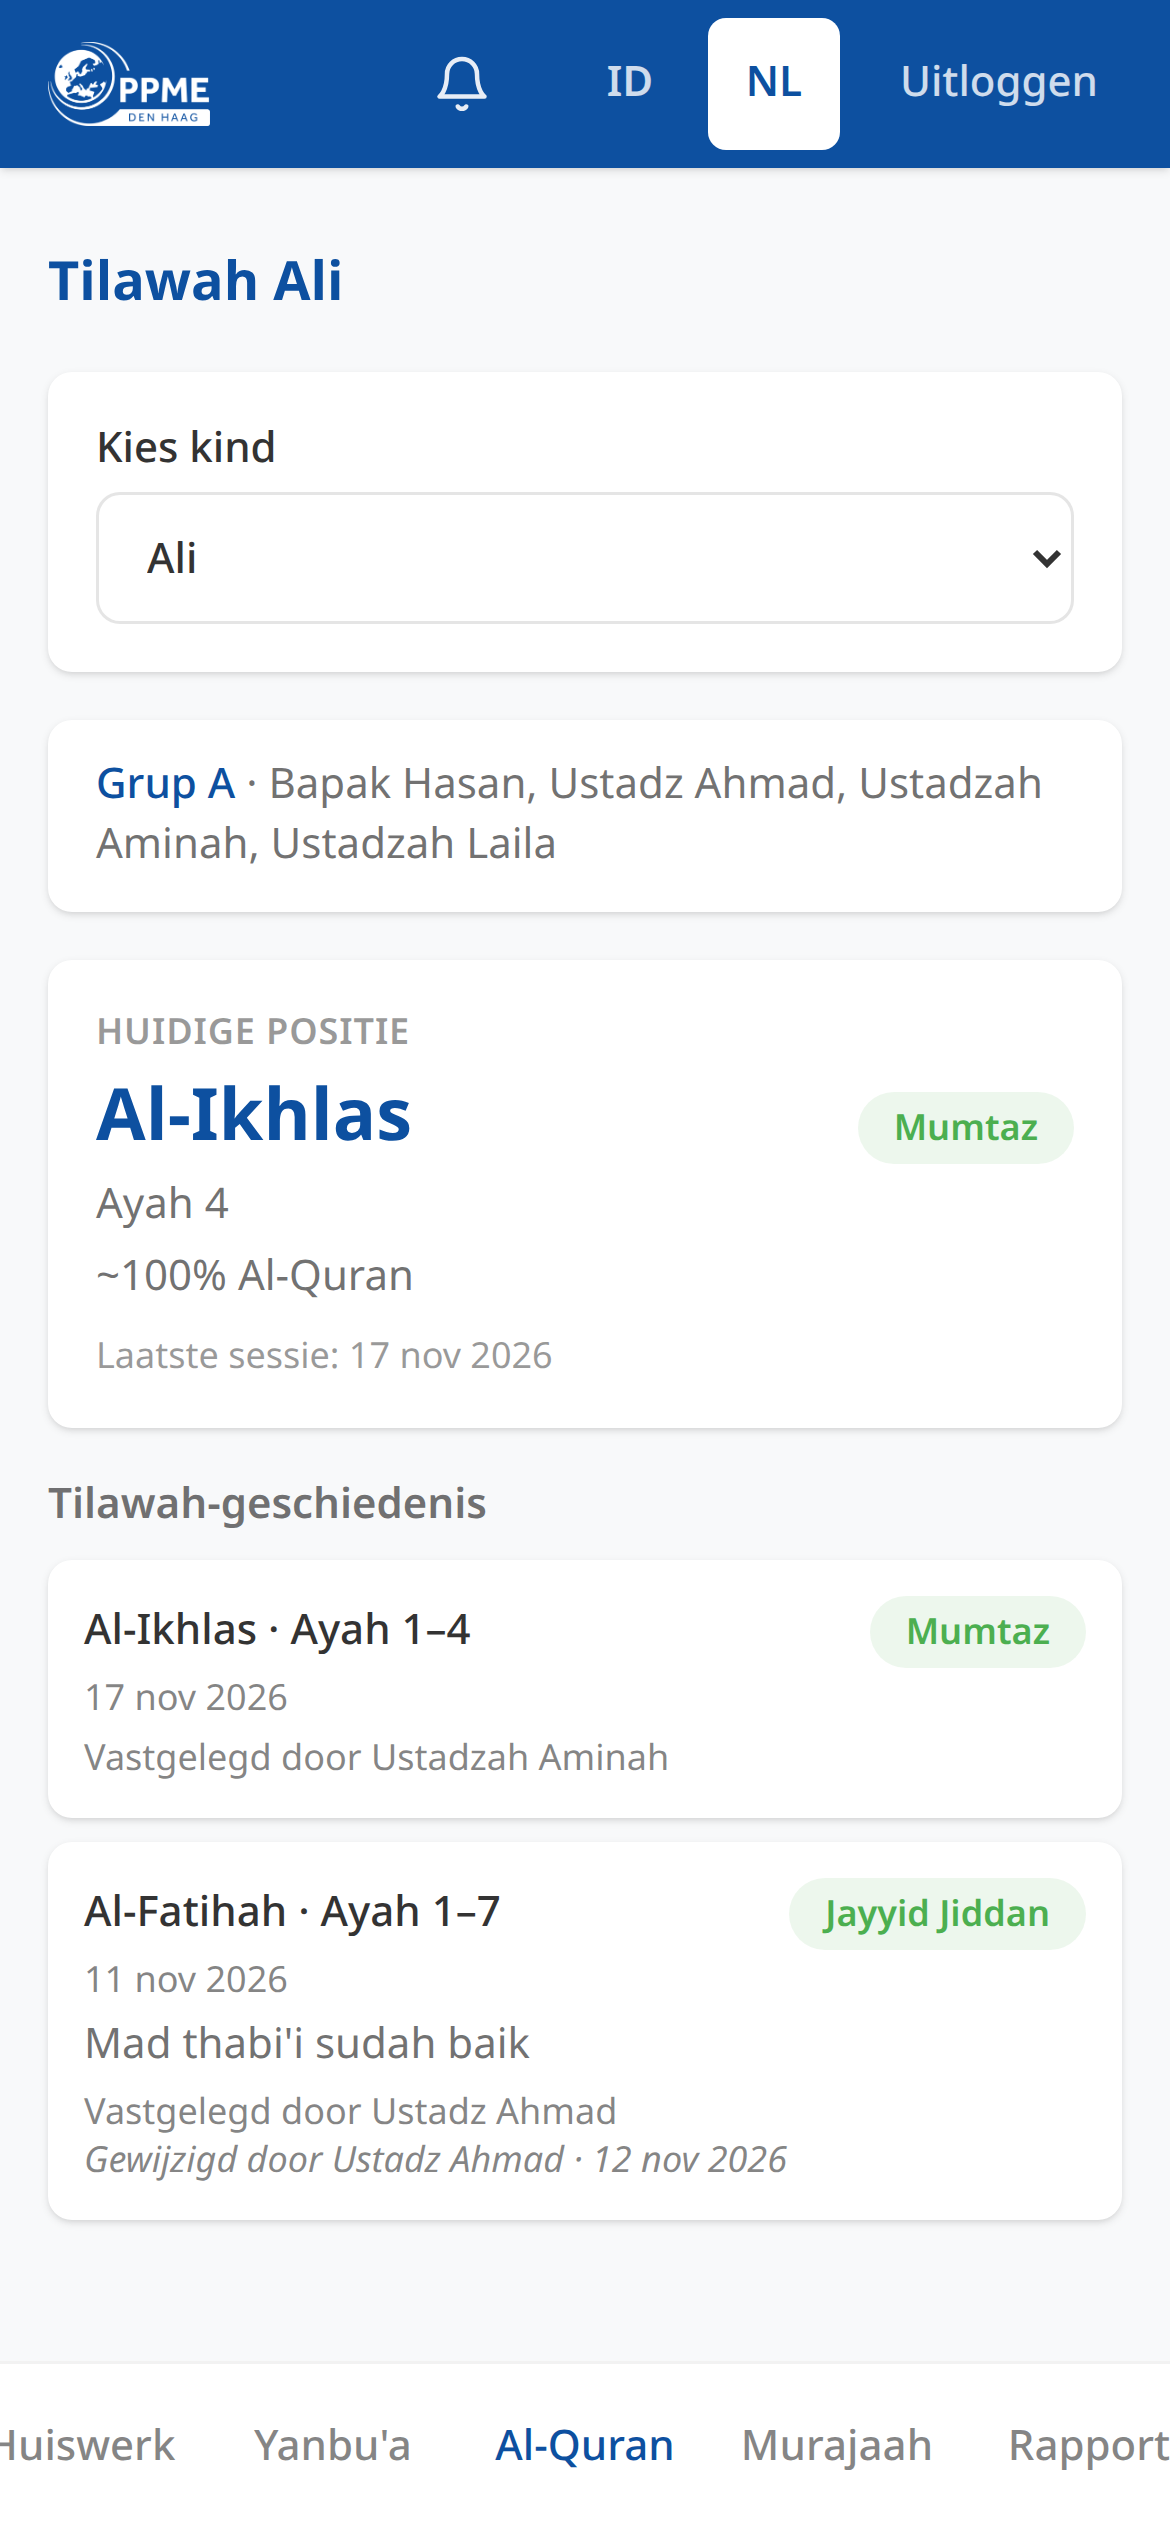 PPME
DEN HAAG
ID
NL
Uitloggen
Tilawah Ali
Kies kind
Ali
Grup A · Bapak Hasan, Ustadz Ahmad, Ustadzah
Aminah, Ustadzah Laila
HUIDIGE POSITIE
Al-Ikhlas
Mumtaz
Ayah 4
~100% Al-Quran
Laatste sessie: 17 nov 2026
Tilawah-geschiedenis
Al-Ikhlas · Ayah 1–4
Mumtaz
17 nov 2026
Vastgelegd door Ustadzah Aminah
Al-Fatihah · Ayah 1–7
Jayyid Jiddan
11 nov 2026
Mad thabi'i sudah baik
Vastgelegd door Ustadz Ahmad
Gewijzigd door Ustadz Ahmad · 12 nov 2026
Huiswerk
Yanbu'a
Al-Quran
Murajaah
Rapport